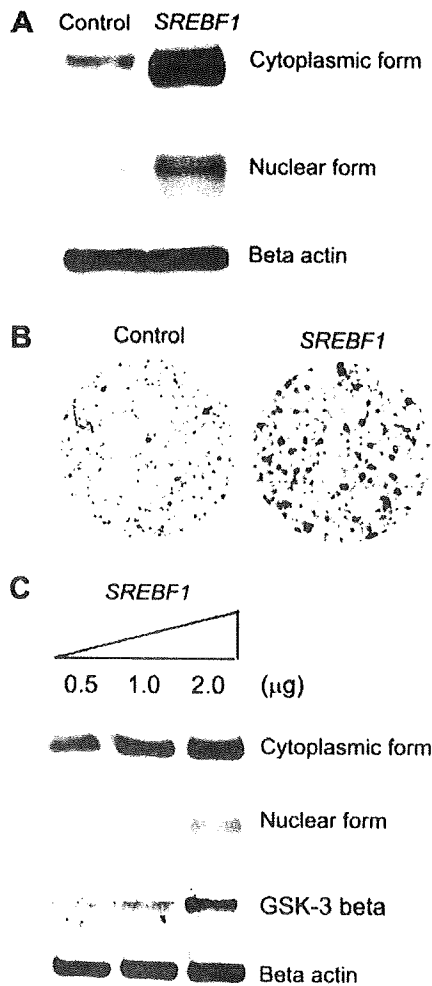 A
Control SREBF1
Cytoplasmic form
Nuclear form
Beta actin
B
Control SREBF1
C
SREBF1
0.5 1.0 2.0 (μg)
Cytoplasmic form
Nuclear form
GSK-3 beta
Beta actin